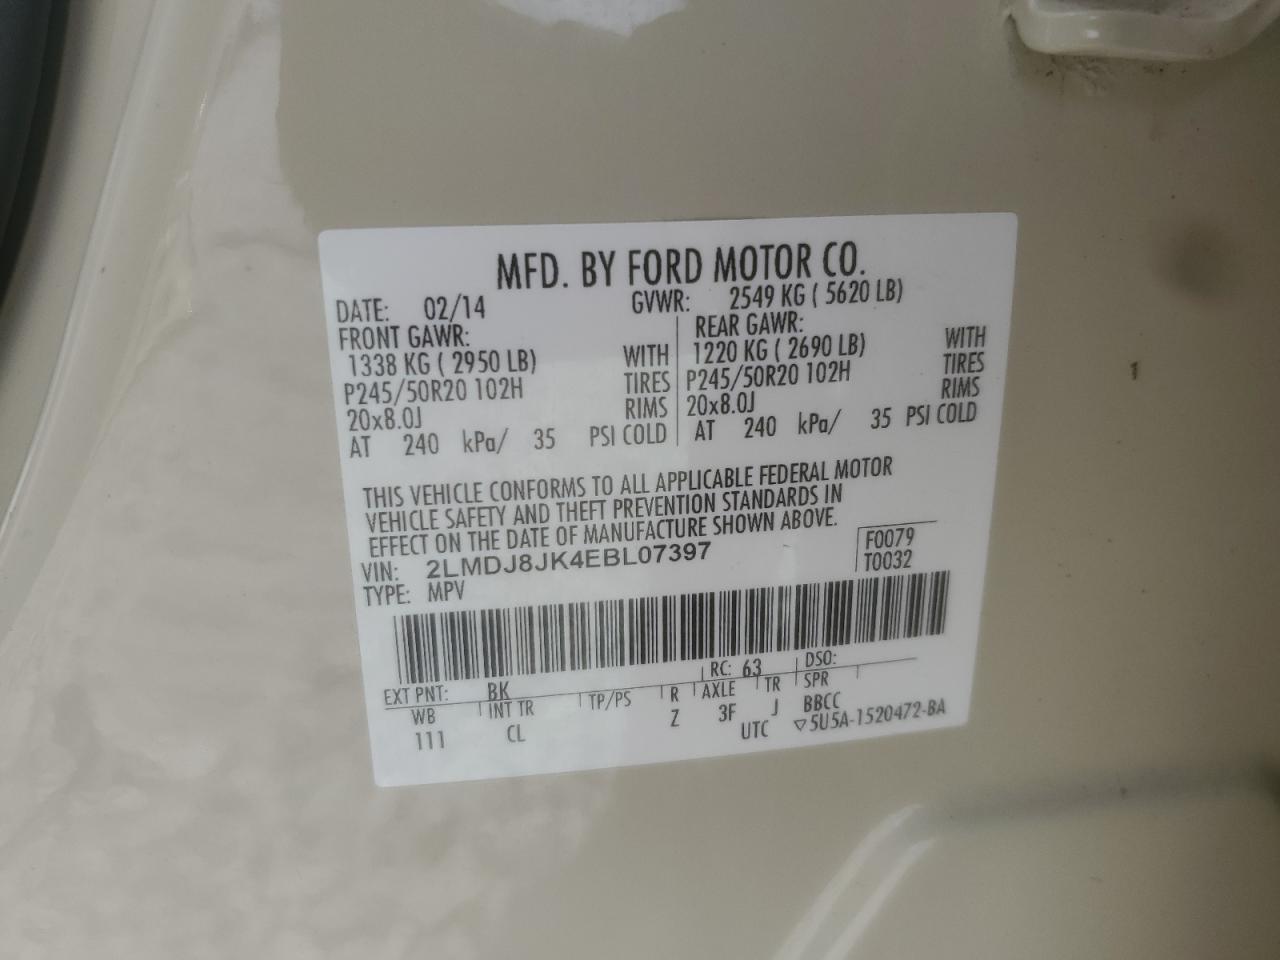 MFD. BY FORD MOTOR CO.
DATE: 02/14 GVWR: 2549 KG ( 5620 LB)
FRONT GAWR: REAR GAWR:
1338 KG ( 2950 LB) WITH 1220 KG ( 2690 LB) WITH
P245/50R20 102H TIRES P245/50R20 102H TIRES
20x8.0J RIMS 20x8.0J RIMS
AT 240 kPa/ 35 PSI COLD AT 240 kPa/ 35 PSI COLD
THIS VEHICLE CONFORMS TO ALL APPLICABLE FEDERAL MOTOR
VEHICLE SAFETY AND THEFT PREVENTION STANDARDS IN
EFFECT ON THE DATE OF MANUFACTURE SHOWN ABOVE.
F0079
VIN: 2LMDJ8JK4EBL07397 T0032
TYPE: MPV
EXT PNT: BK RC: 63 DSO:
WB INT TR TP/PS R AXLE TR SPR
111 CL Z 3F J BBCC
UTC ▽5U5A-1520472-BA